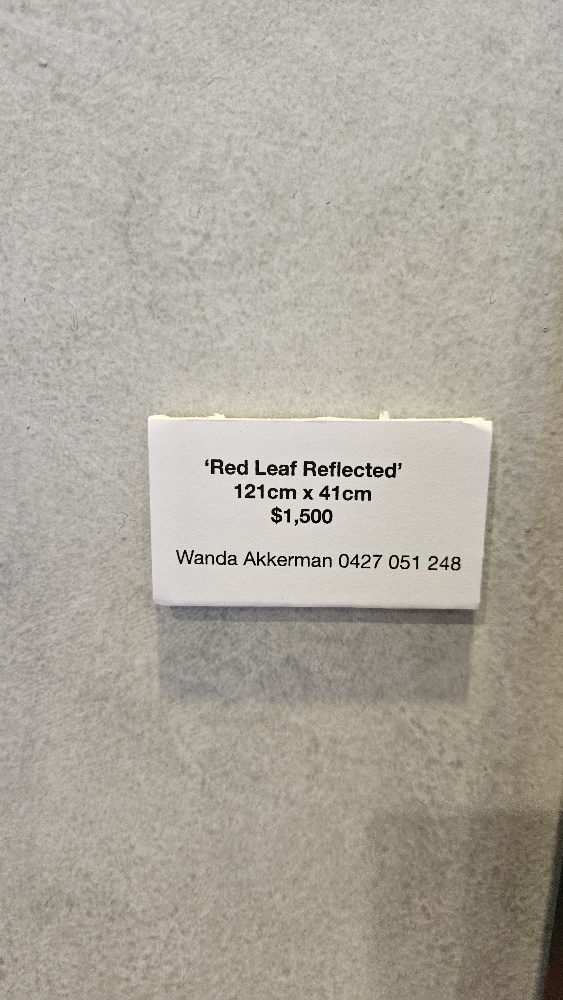 ‘Red Leaf Reflected’
121cm x 41cm
$1,500
Wanda Akkerman 0427 051 248